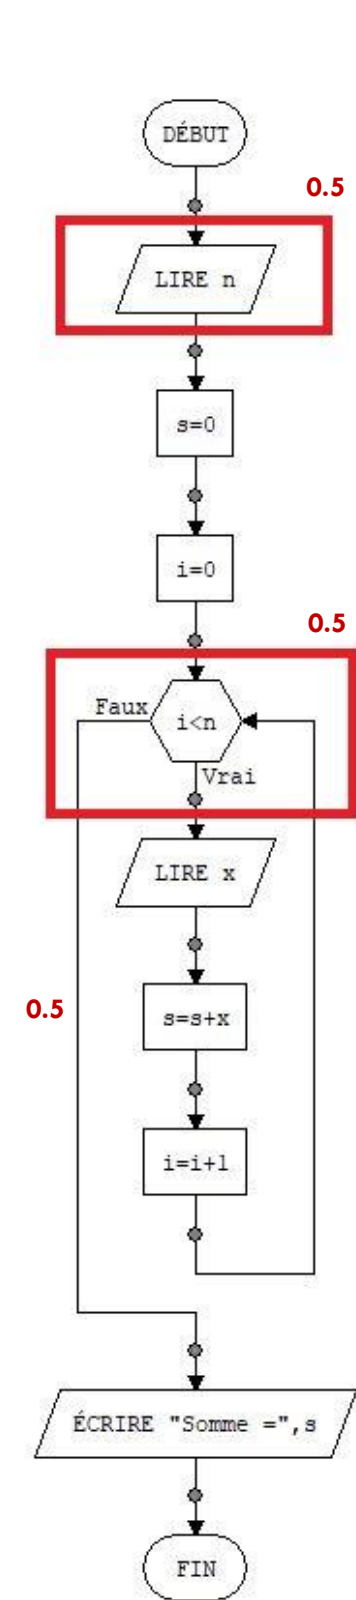 DÉBUT
0.5
LIRE n
s=0
i=0
0.5
Faux
i<n
Vrai
LIRE x
0.5
s=s+x
i=i+1
ÉCRIRE "Somme =",s
FIN